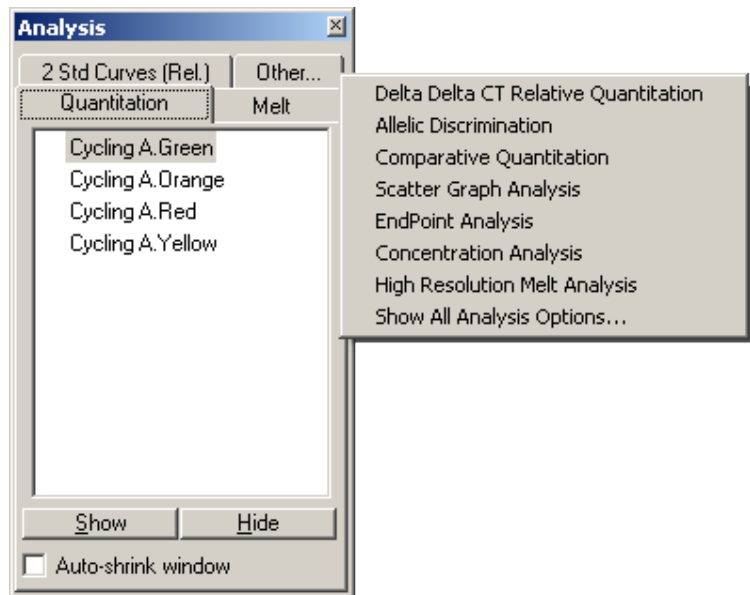 Analysis
2 Std Curves (Rel.) Other...
Quantitation Melt
Cycling A.Green
Cycling A.Orange
Cycling A.Red
Cycling A.Yellow
Show Hide
Auto-shrink window
Delta Delta CT Relative Quantitation
Allelic Discrimination
Comparative Quantitation
Scatter Graph Analysis
EndPoint Analysis
Concentration Analysis
High Resolution Melt Analysis
Show All Analysis Options...